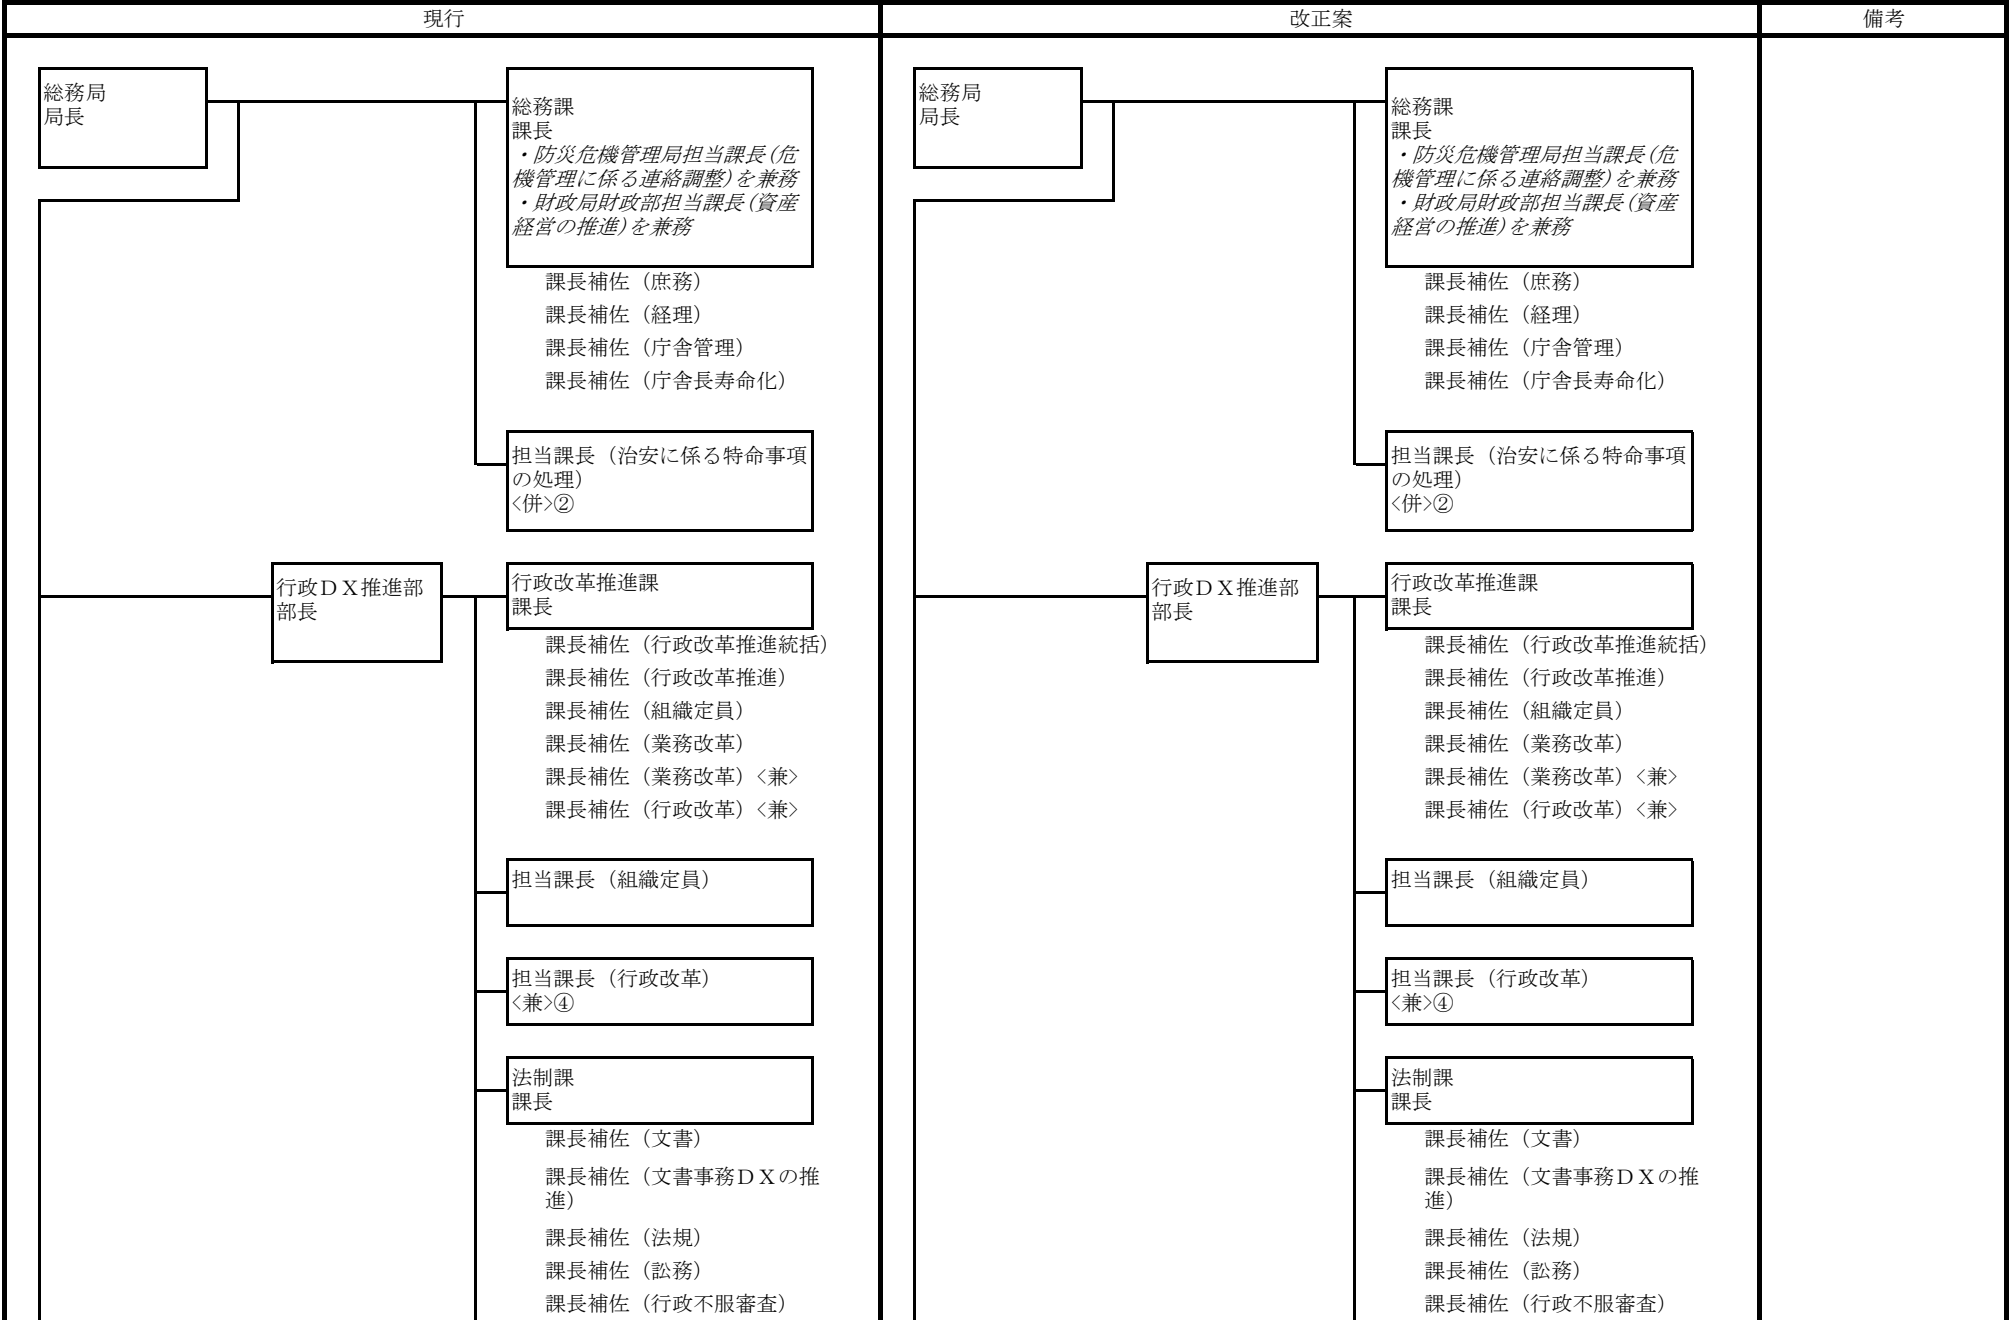 現行
改正案
備考
総務局
局長
総務課
課長
・防災危機管理局担当課長(危
機管理に係る連絡調整)を兼務
・財政局財政部担当課長(資産
経営の推進)を兼務
課長補佐（庶務）
課長補佐（経理）
課長補佐（庁舎管理）
課長補佐（庁舎長寿命化）
担当課長（治安に係る特命事項
の処理）
<併>②
行政ＤＸ推進部
部長
行政改革推進課
課長
課長補佐（行政改革推進統括）
課長補佐（行政改革推進）
課長補佐（組織定員）
課長補佐（業務改革）
課長補佐（業務改革）<兼>
課長補佐（行政改革）<兼>
担当課長（組織定員）
担当課長（行政改革）
<兼>④
法制課
課長
課長補佐（文書）
課長補佐（文書事務ＤＸの推
進）
課長補佐（法規）
課長補佐（訟務）
課長補佐（行政不服審査）
総務局
局長
総務課
課長
・防災危機管理局担当課長(危
機管理に係る連絡調整)を兼務
・財政局財政部担当課長(資産
経営の推進)を兼務
課長補佐（庶務）
課長補佐（経理）
課長補佐（庁舎管理）
課長補佐（庁舎長寿命化）
担当課長（治安に係る特命事項
の処理）
<併>②
行政ＤＸ推進部
部長
行政改革推進課
課長
課長補佐（行政改革推進統括）
課長補佐（行政改革推進）
課長補佐（組織定員）
課長補佐（業務改革）
課長補佐（業務改革）<兼>
課長補佐（行政改革）<兼>
担当課長（組織定員）
担当課長（行政改革）
<兼>④
法制課
課長
課長補佐（文書）
課長補佐（文書事務ＤＸの推
進）
課長補佐（法規）
課長補佐（訟務）
課長補佐（行政不服審査）